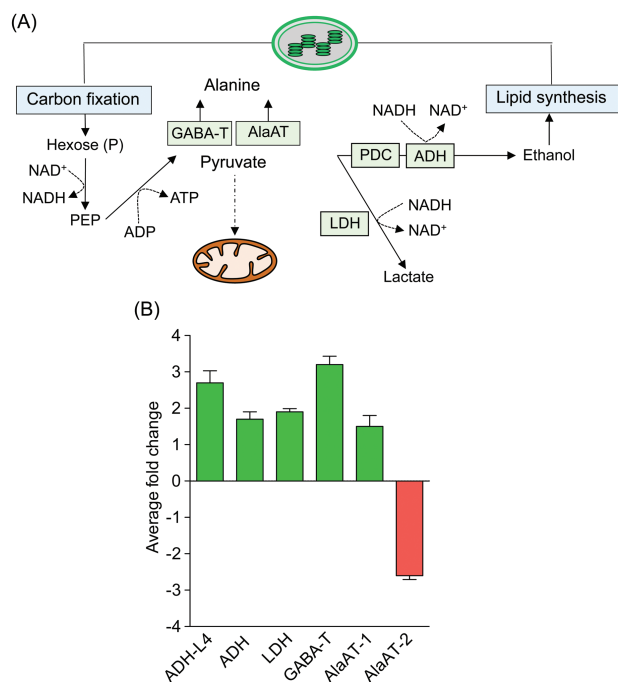 (A)
Carbon fixation
Hexose (P)
NAD+
NADH
PEP
ADP
ATP
Alanine
GABA-T
AlaAT
Pyruvate
NADH
NAD+
PDC
ADH
Ethanol
Lipid synthesis
LDH
NADH
NAD+
Lactate
(B)
Average fold change
4
3
2
1
0
-1
-2
-3
-4
ADH-L4
ADH
LDH
GABA-T
AlaAT-1
AlaAT-2